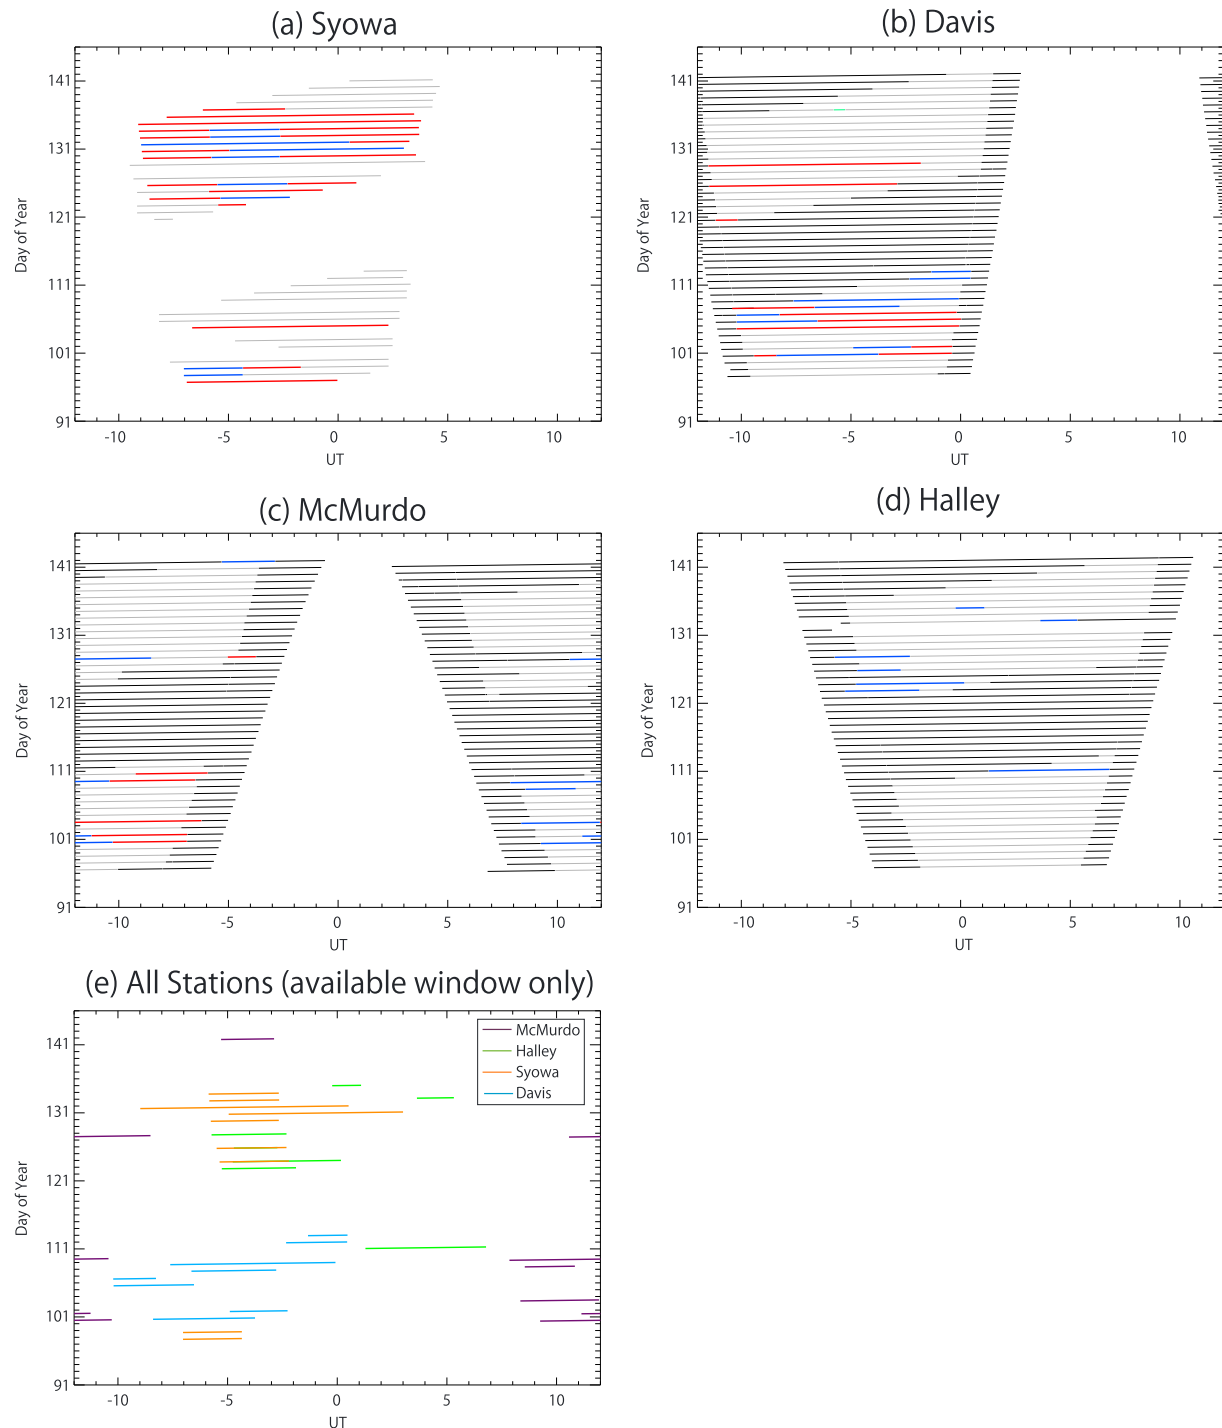 (a) Syowa
141
131
121
111
101
91
Day of Year
-10 -5 0 5 10
UT
(b) Davis
141
131
121
111
101
91
Day of Year
-10 -5 0 5 10
UT
(c) McMurdo
141
131
121
111
101
91
Day of Year
-10 -5 0 5 10
UT
(d) Halley
141
131
121
111
101
91
Day of Year
-10 -5 0 5 10
UT
(e) All Stations (available window only)
McMurdo
Halley
Syowa
Davis
141
131
121
111
101
91
Day of Year
-10 -5 0 5 10
UT